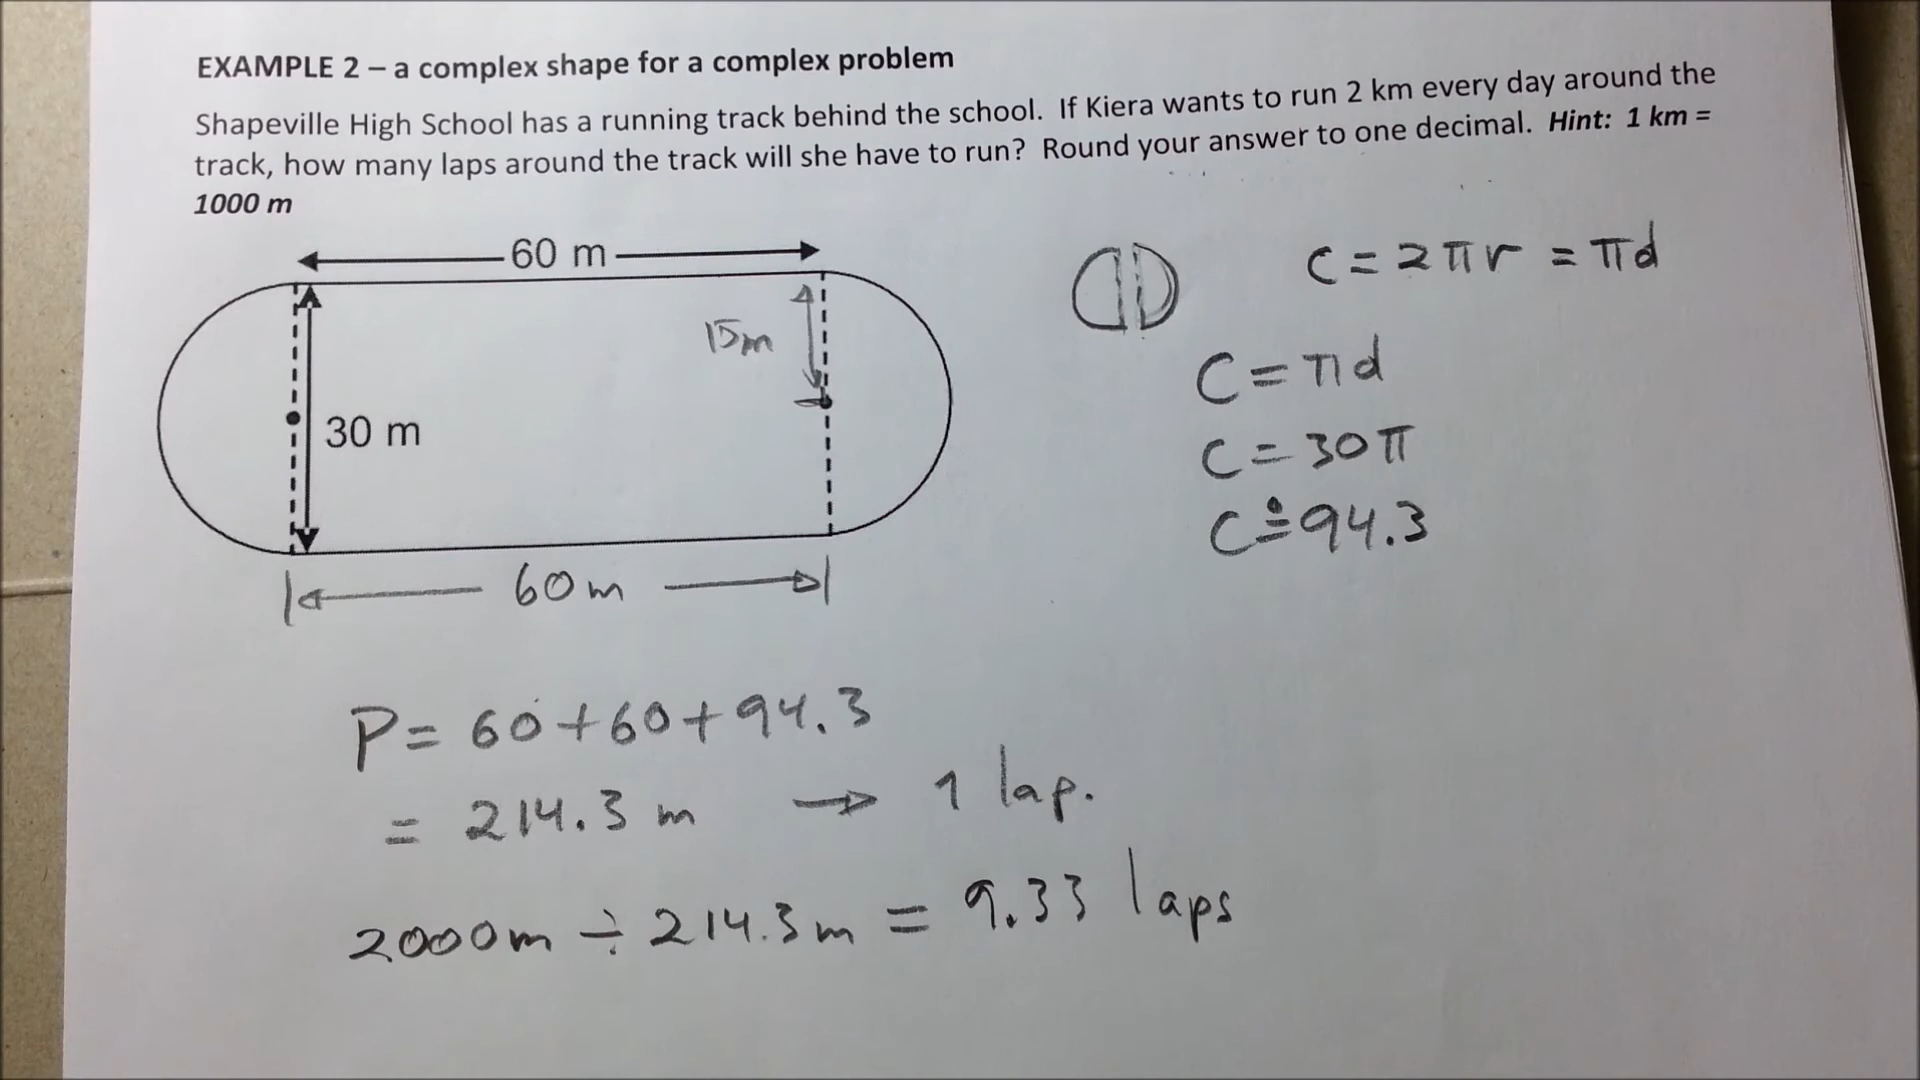 EXAMPLE 2 – a complex shape for a complex problem
Shapeville High School has a running track behind the school. If Kiera wants to run 2 km every day around the
track, how many laps around the track will she have to run? Round your answer to one decimal. Hint: 1 km =
1000 m
60 m
15m
30 m
60m
C = 2πr = πd
C = πd
C = 30π
C ≐ 94.3
P = 60 + 60 + 94.3
= 214.3 m → 1 lap.
2000m ÷ 214.3m = 9.33 laps